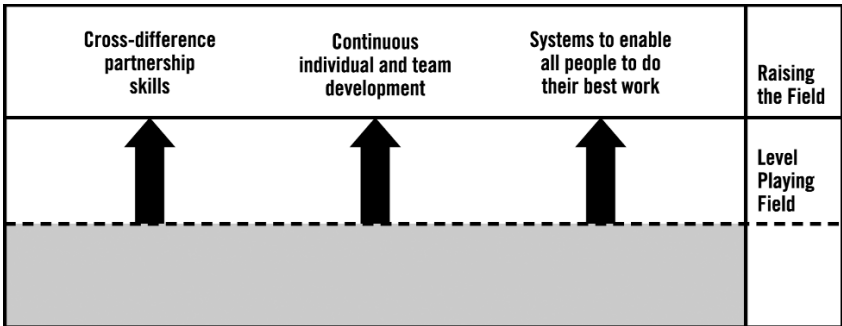 Cross-difference
partnership
skills
Continuous
individual and team
development
Systems to enable
all people to do
their best work
Raising
the Field
Level
Playing
Field